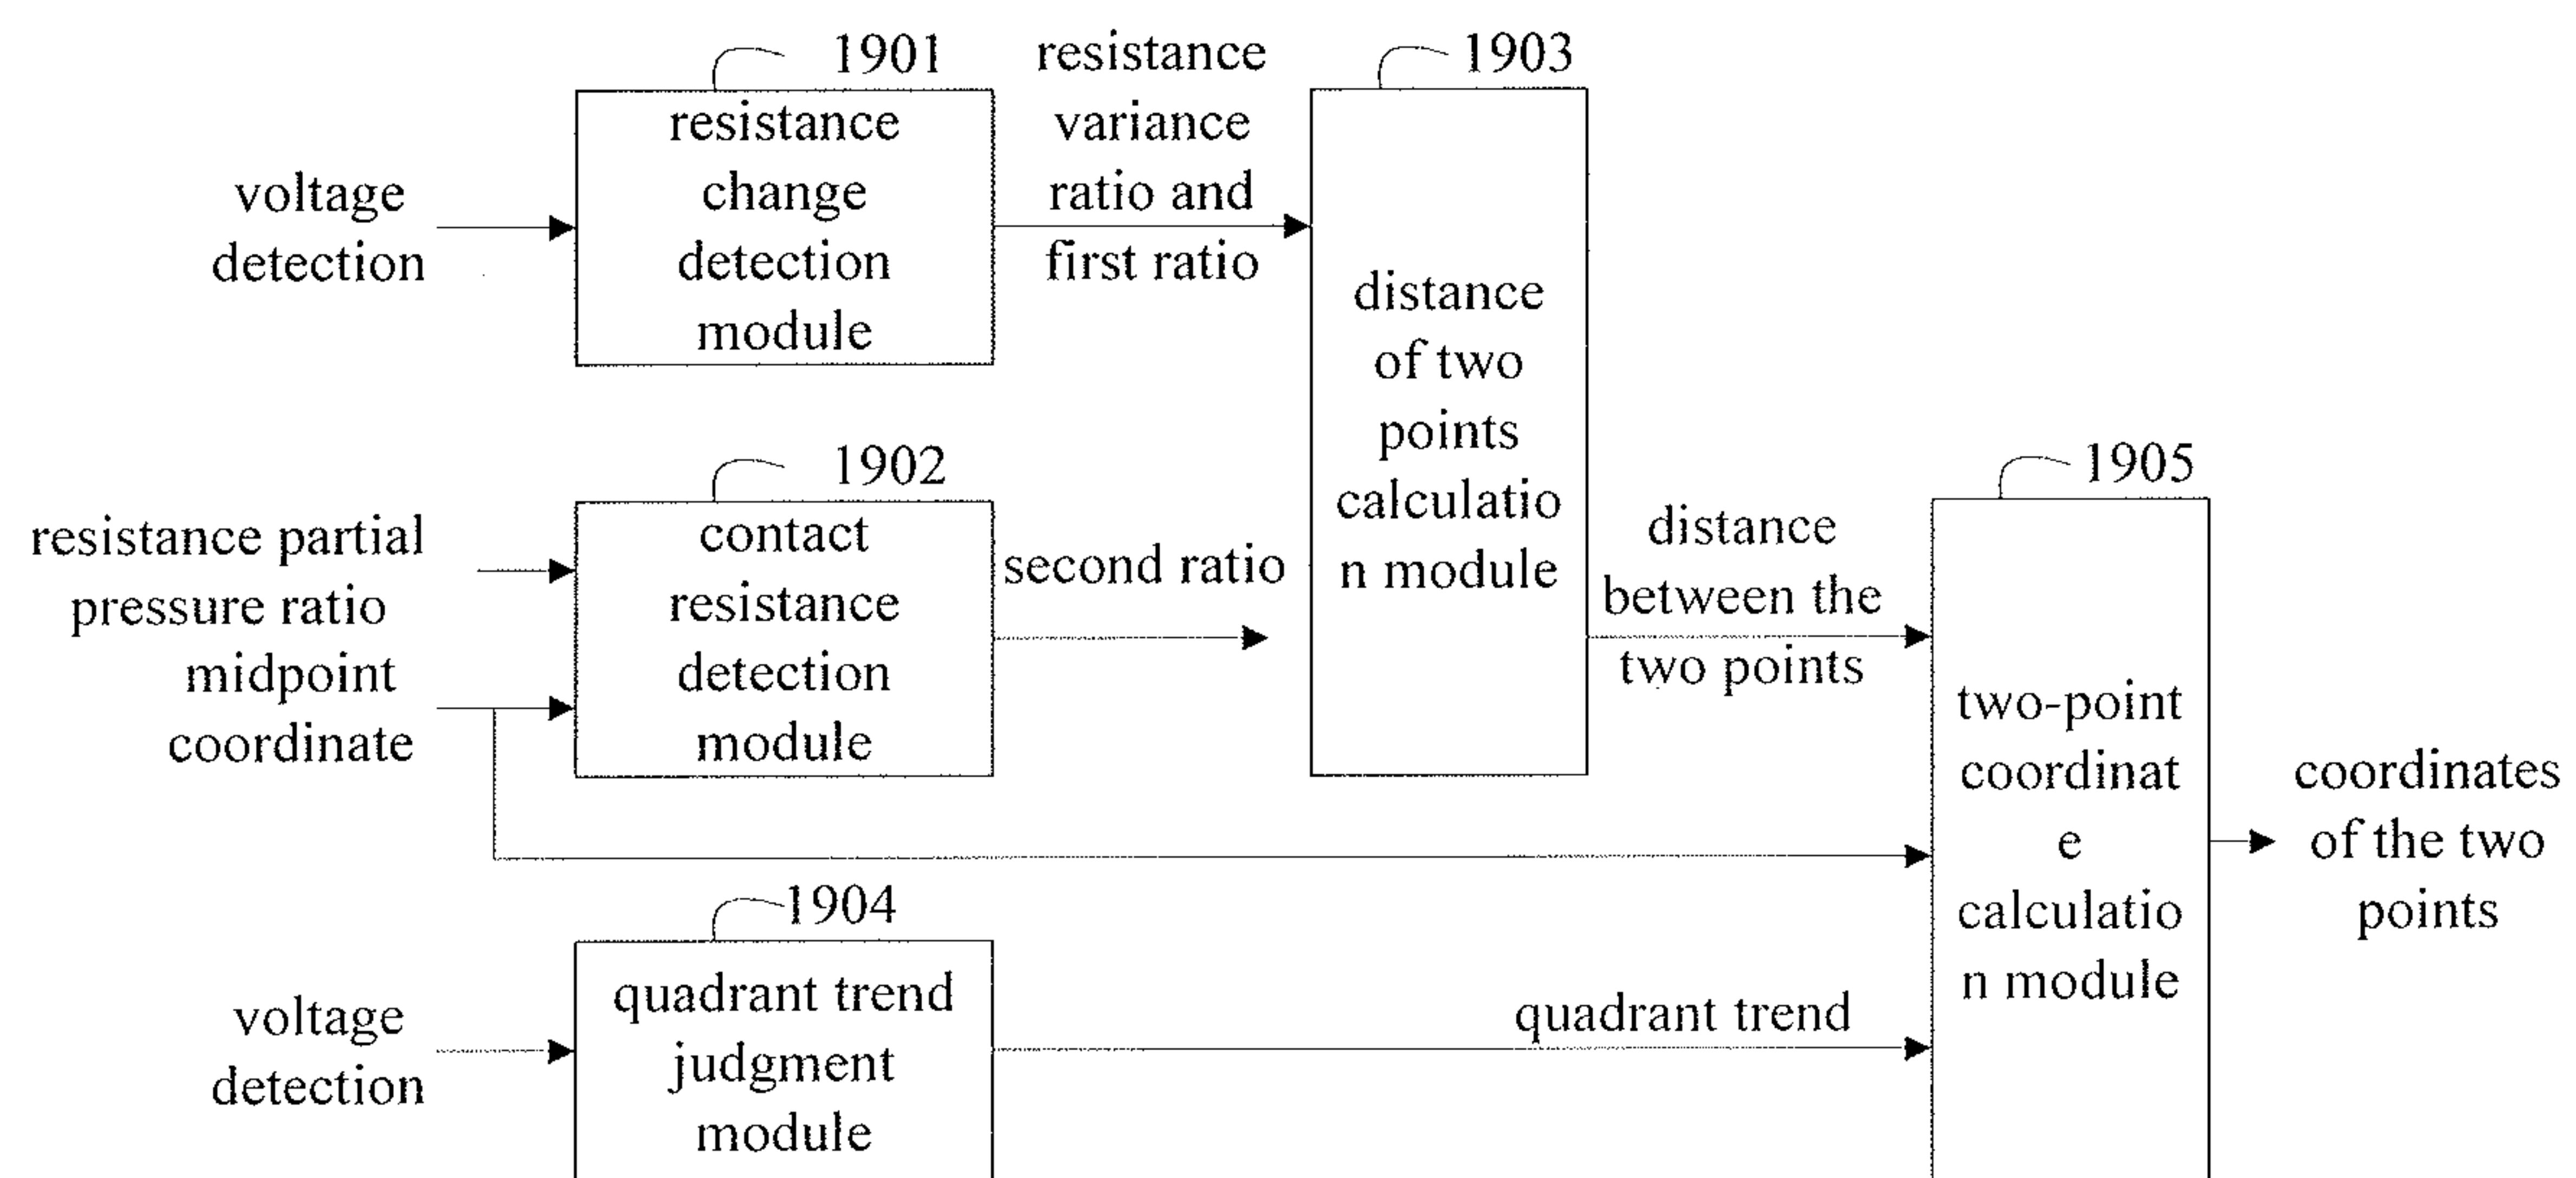 voltage
detection
1901
resistance
change
detection
module
resistance
variance
ratio and
first ratio
1903
distance
of two
points
calculatio
n module
resistance partial
pressure ratio
midpoint
coordinate
1902
contact
resistance
detection
module
second ratio
distance
between the
two points
1905
two-point
coordinat
e
calculatio
n module
coordinates
of the two
points
voltage
detection
1904
quadrant trend
judgment
module
quadrant trend